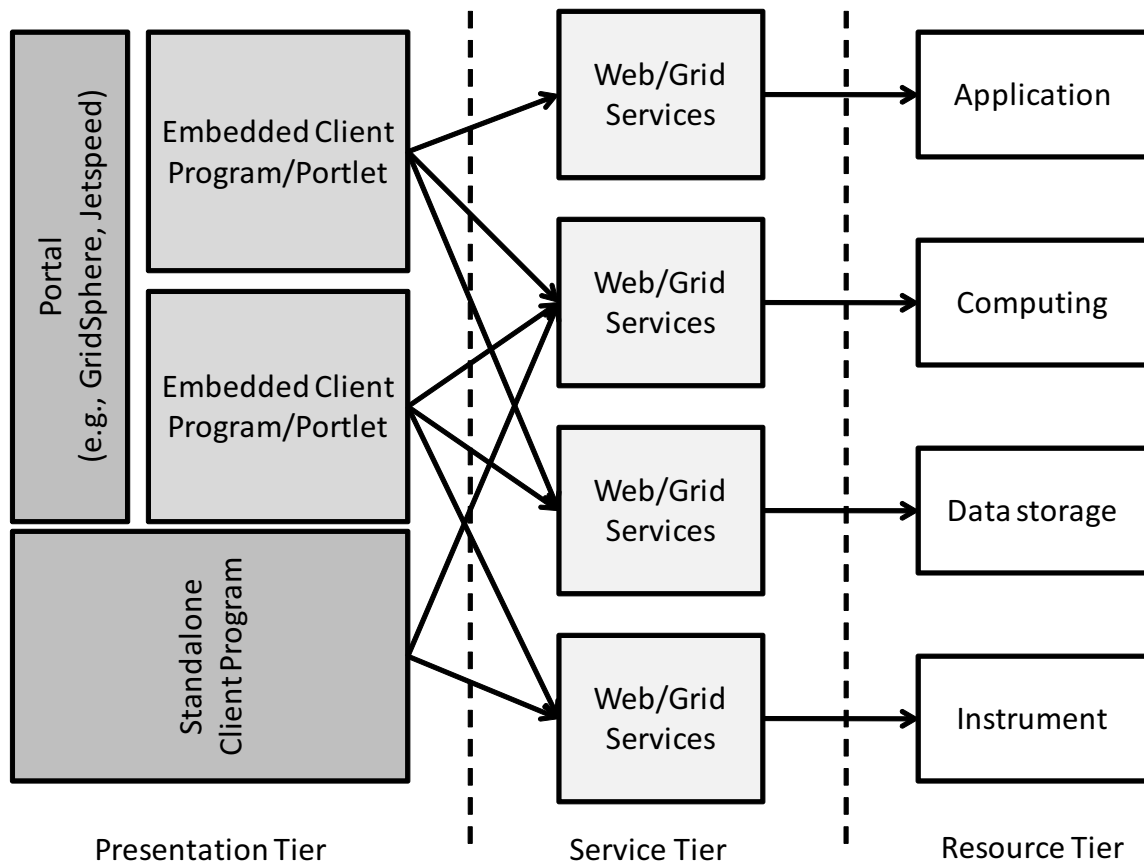 Portal
(e.g., GridSphere, Jetspeed)
Embedded Client
Program/Portlet
Embedded Client
Program/Portlet
Standalone
Client Program
Presentation Tier
Web/Grid
Services
Web/Grid
Services
Web/Grid
Services
Web/Grid
Services
Service Tier
Application
Computing
Data storage
Instrument
Resource Tier